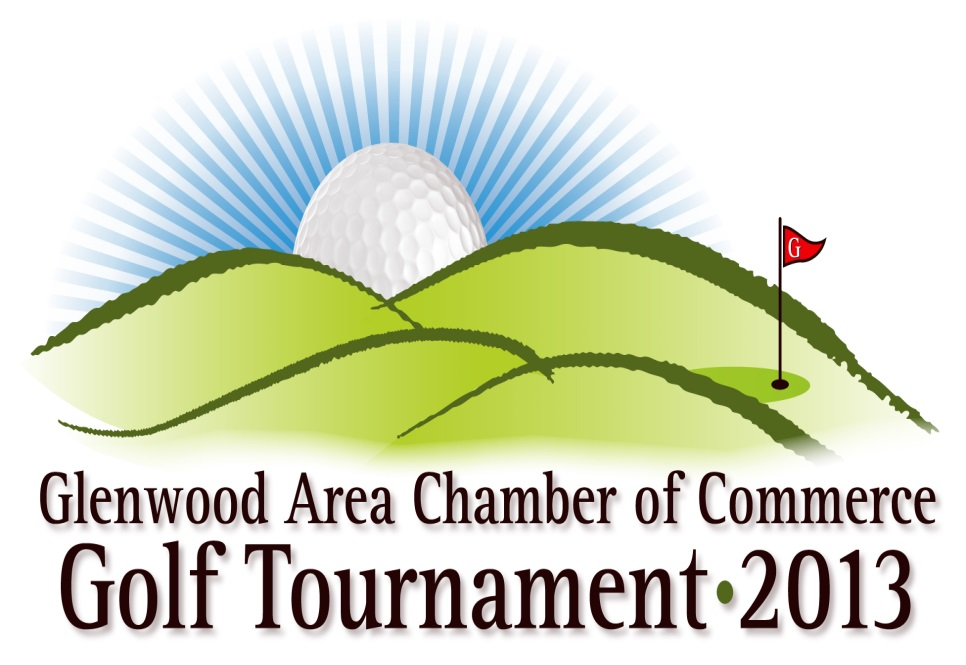 G
Glenwood Area Chamber of Commerce
Golf Tournament • 2013